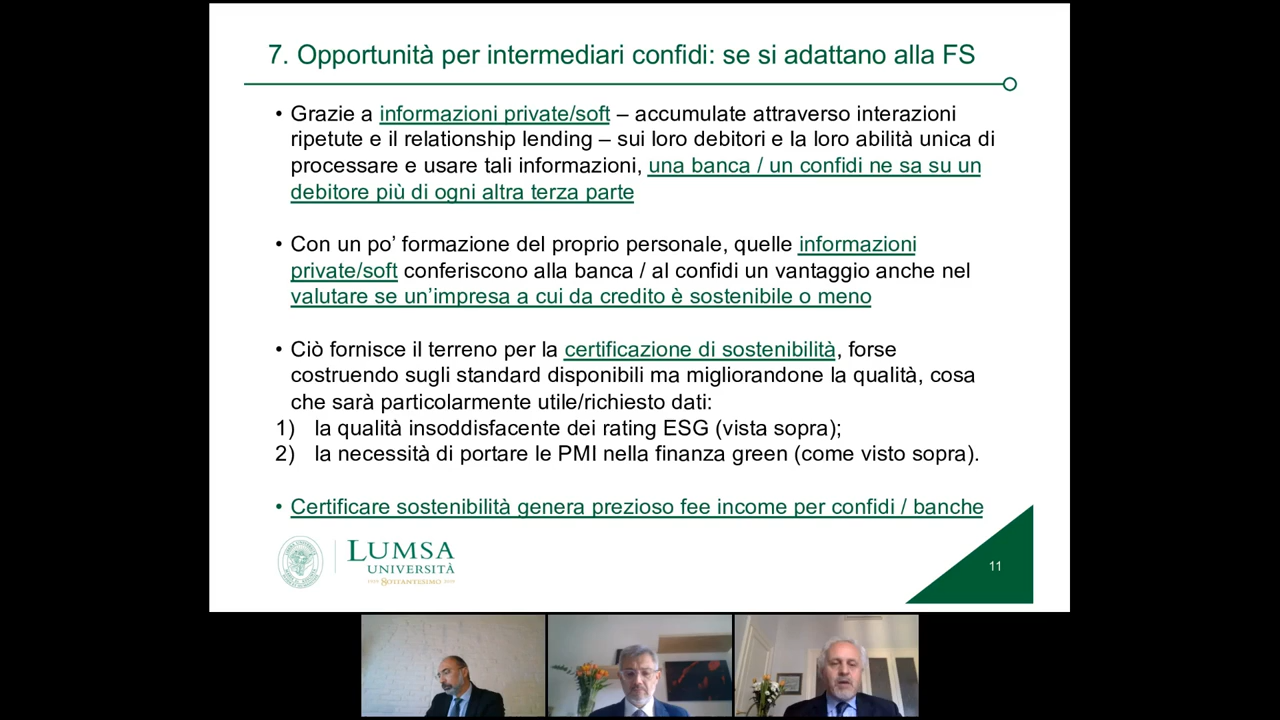 7. Opportunità per intermediari confidi: se si adattano alla FS
• Grazie a informazioni private/soft – accumulate attraverso interazioni
ripetute e il relationship lending – sui loro debitori e la loro abilità unica di
processare e usare tali informazioni, una banca / un confidi ne sa su un
debitore più di ogni altra terza parte
• Con un po’ formazione del proprio personale, quelle informazioni
private/soft conferiscono alla banca / al confidi un vantaggio anche nel
valutare se un’impresa a cui da credito è sostenibile o meno
• Ciò fornisce il terreno per la certificazione di sostenibilità, forse
costruendo sugli standard disponibili ma migliorandone la qualità, cosa
che sarà particolarmente utile/richiesto dati:
1) la qualità insoddisfacente dei rating ESG (vista sopra);
2) la necessità di portare le PMI nella finanza green (come visto sopra).
• Certificare sostenibilità genera prezioso fee income per confidi / banche
LUMSA
UNIVERSITÀ
SOTTANTESIMO
11